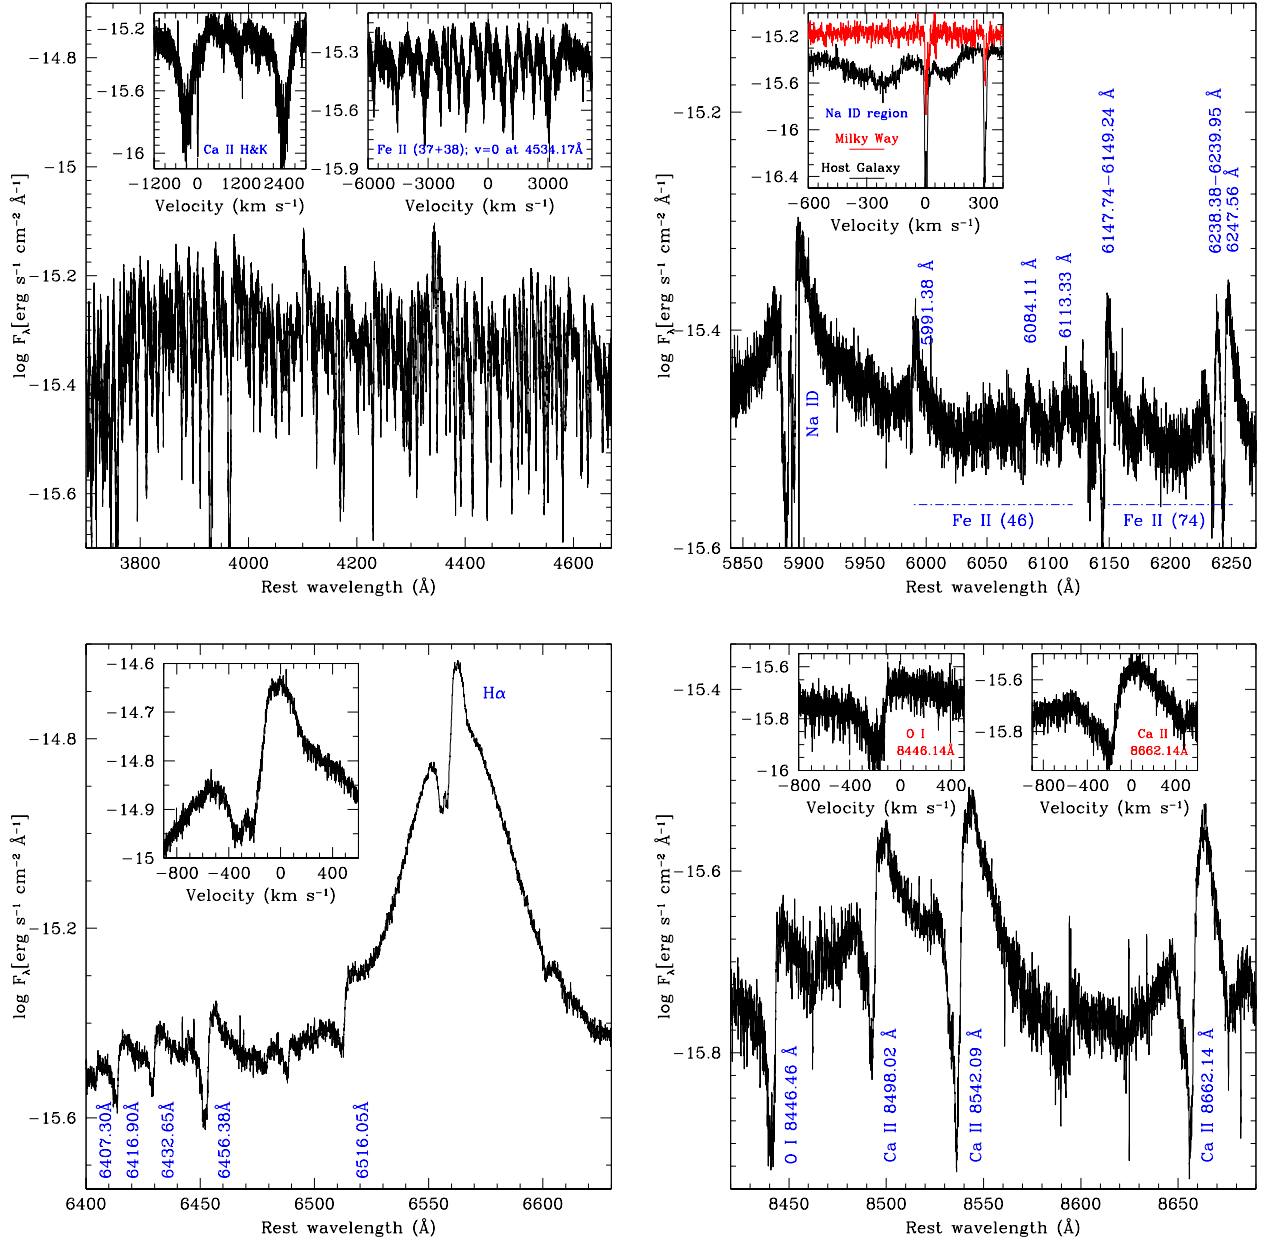 −15.2
−15.6
−16
−1200 0 1200 2400
Velocity (km s⁻¹)
Ca II H&K
−15.3
−15.6
−15.9
−6000 −3000 0 3000
Velocity (km s⁻¹)
Fe II (37+38); v=0 at 4534.17Å
−14.8
−15
−15.2
−15.4
−15.6
log F_λ[erg s⁻¹ cm⁻² Å⁻¹]
3800 4000 4200 4400 4600
Rest wavelength (Å)
−15.2
−15.6
−16
−16.4
−600 −300 0 300
Velocity (km s⁻¹)
Na ID region
Milky Way
Host Galaxy
−15.2
−15.4
−15.6
log F_λ[erg s⁻¹ cm⁻² Å⁻¹]
Na ID
5991.38 Å
6084.11 Å
6113.33 Å
6147.74−6149.24 Å
6238.38−6239.95 Å
6247.56 Å
Fe II (46)
Fe II (74)
5850 5900 5950 6000 6050 6100 6150 6200 6250
Rest wavelength (Å)
−14.6
−14.7
−14.8
−14.9
−15
−800 −400 0 400
Velocity (km s⁻¹)
Hα
−14.8
−15.2
−15.6
log F_λ[erg s⁻¹ cm⁻² Å⁻¹]
6407.30Å
6416.90Å
6432.65Å
6456.38Å
6516.05Å
6400 6450 6500 6550 6600
Rest wavelength (Å)
−15.6
−15.8
−16
−800 −400 0 400
Velocity (km s⁻¹)
O I
8446.14Å
−15.6
−15.8
−800 −400 0 400
Velocity (km s⁻¹)
Ca II
8662.14Å
−15.4
−15.6
−15.8
log F_λ[erg s⁻¹ cm⁻² Å⁻¹]
O I 8446.46 Å
Ca II 8498.02 Å
Ca II 8542.09 Å
Ca II 8662.14 Å
8450 8500 8550 8600 8650
Rest wavelength (Å)